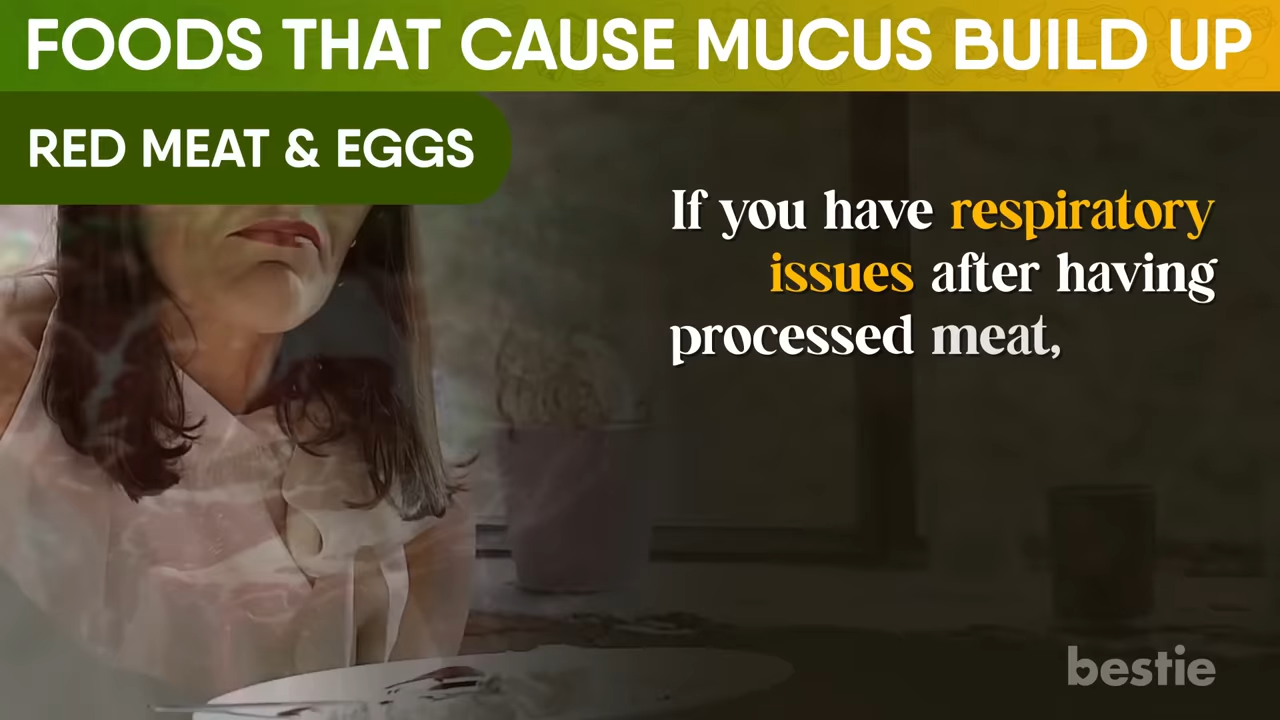 FOODS THAT CAUSE MUCUS BUILD UP
RED MEAT & EGGS
If you have respiratory
issues after having
processed meat,
bestie